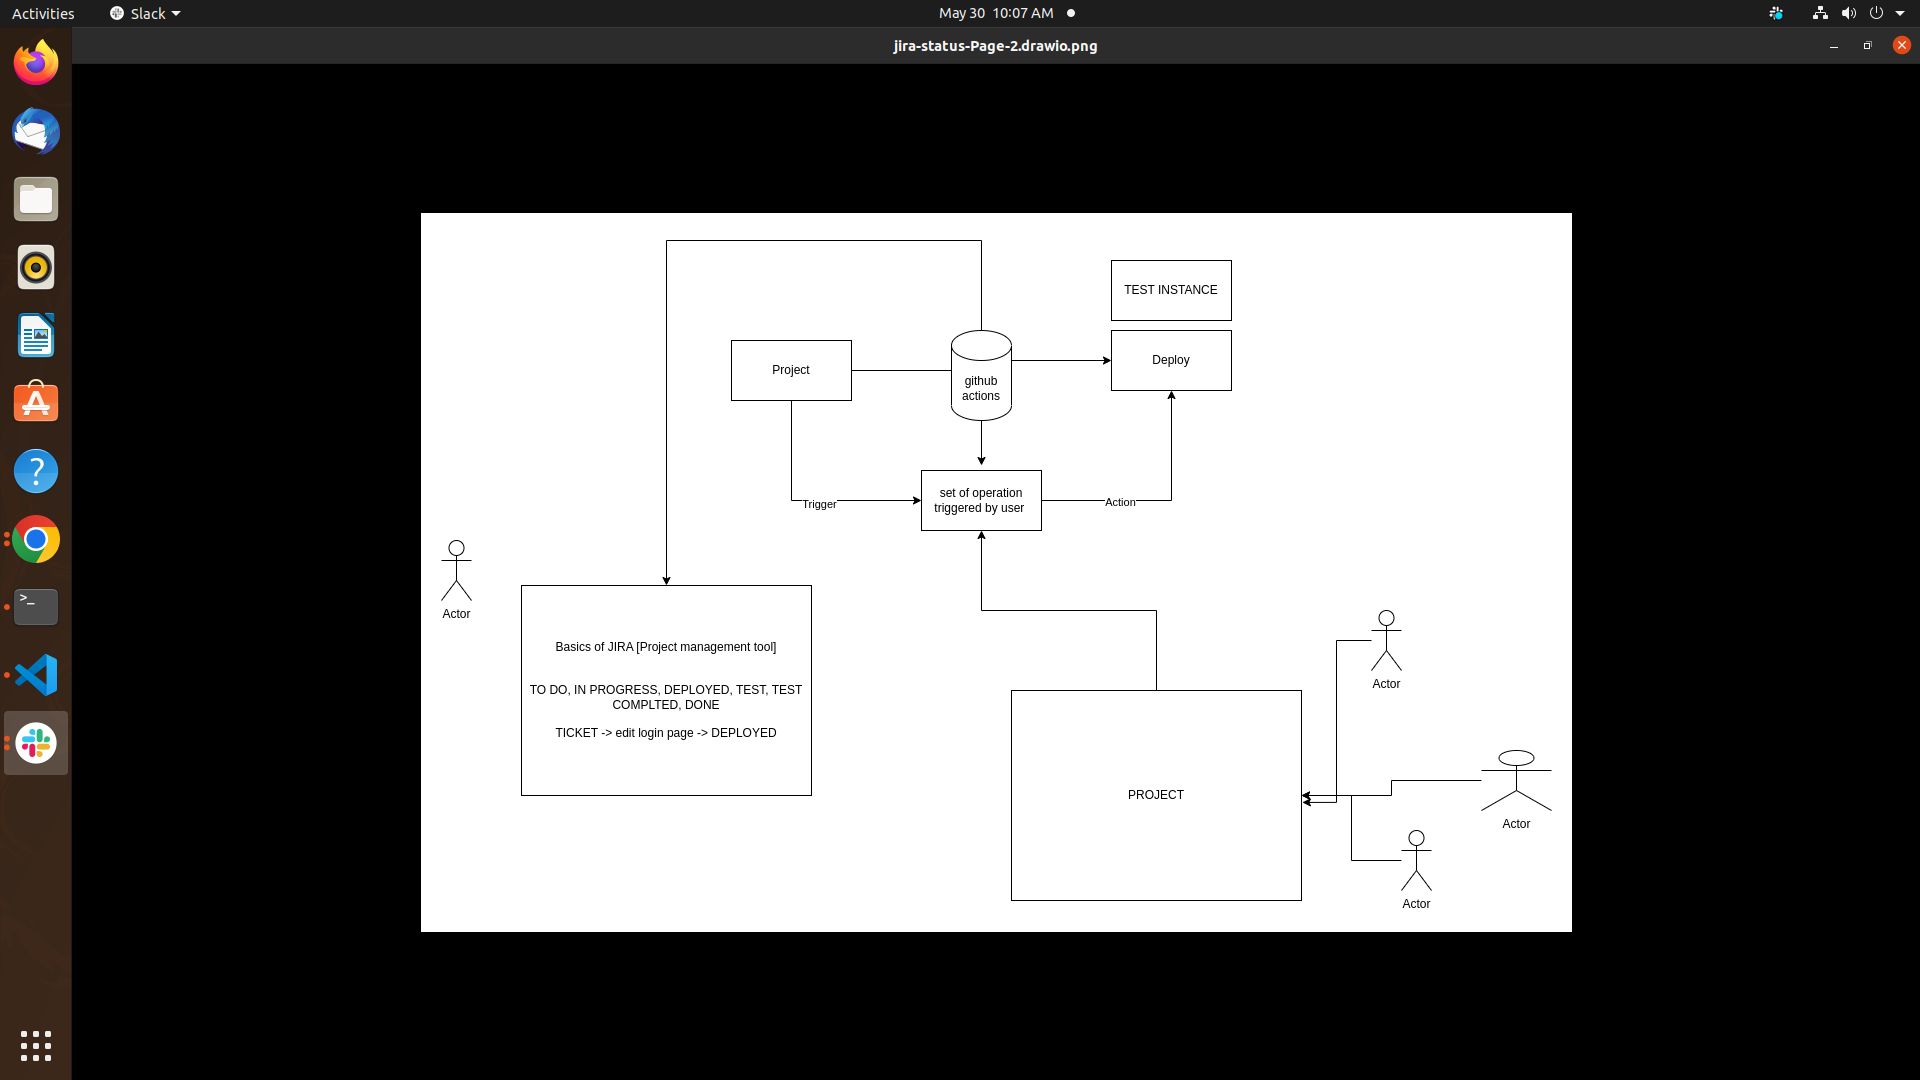 Activities
Slack
May 30 10:07 AM
jira-status-Page-2.drawio.png
TEST INSTANCE
Project
github
actions
Deploy
Trigger
set of operation
triggered by user
Action
Actor
Basics of JIRA [Project management tool]
TO DO, IN PROGRESS, DEPLOYED, TEST, TEST
COMPLTED, DONE
TICKET -> edit login page -> DEPLOYED
PROJECT
Actor
Actor
Actor